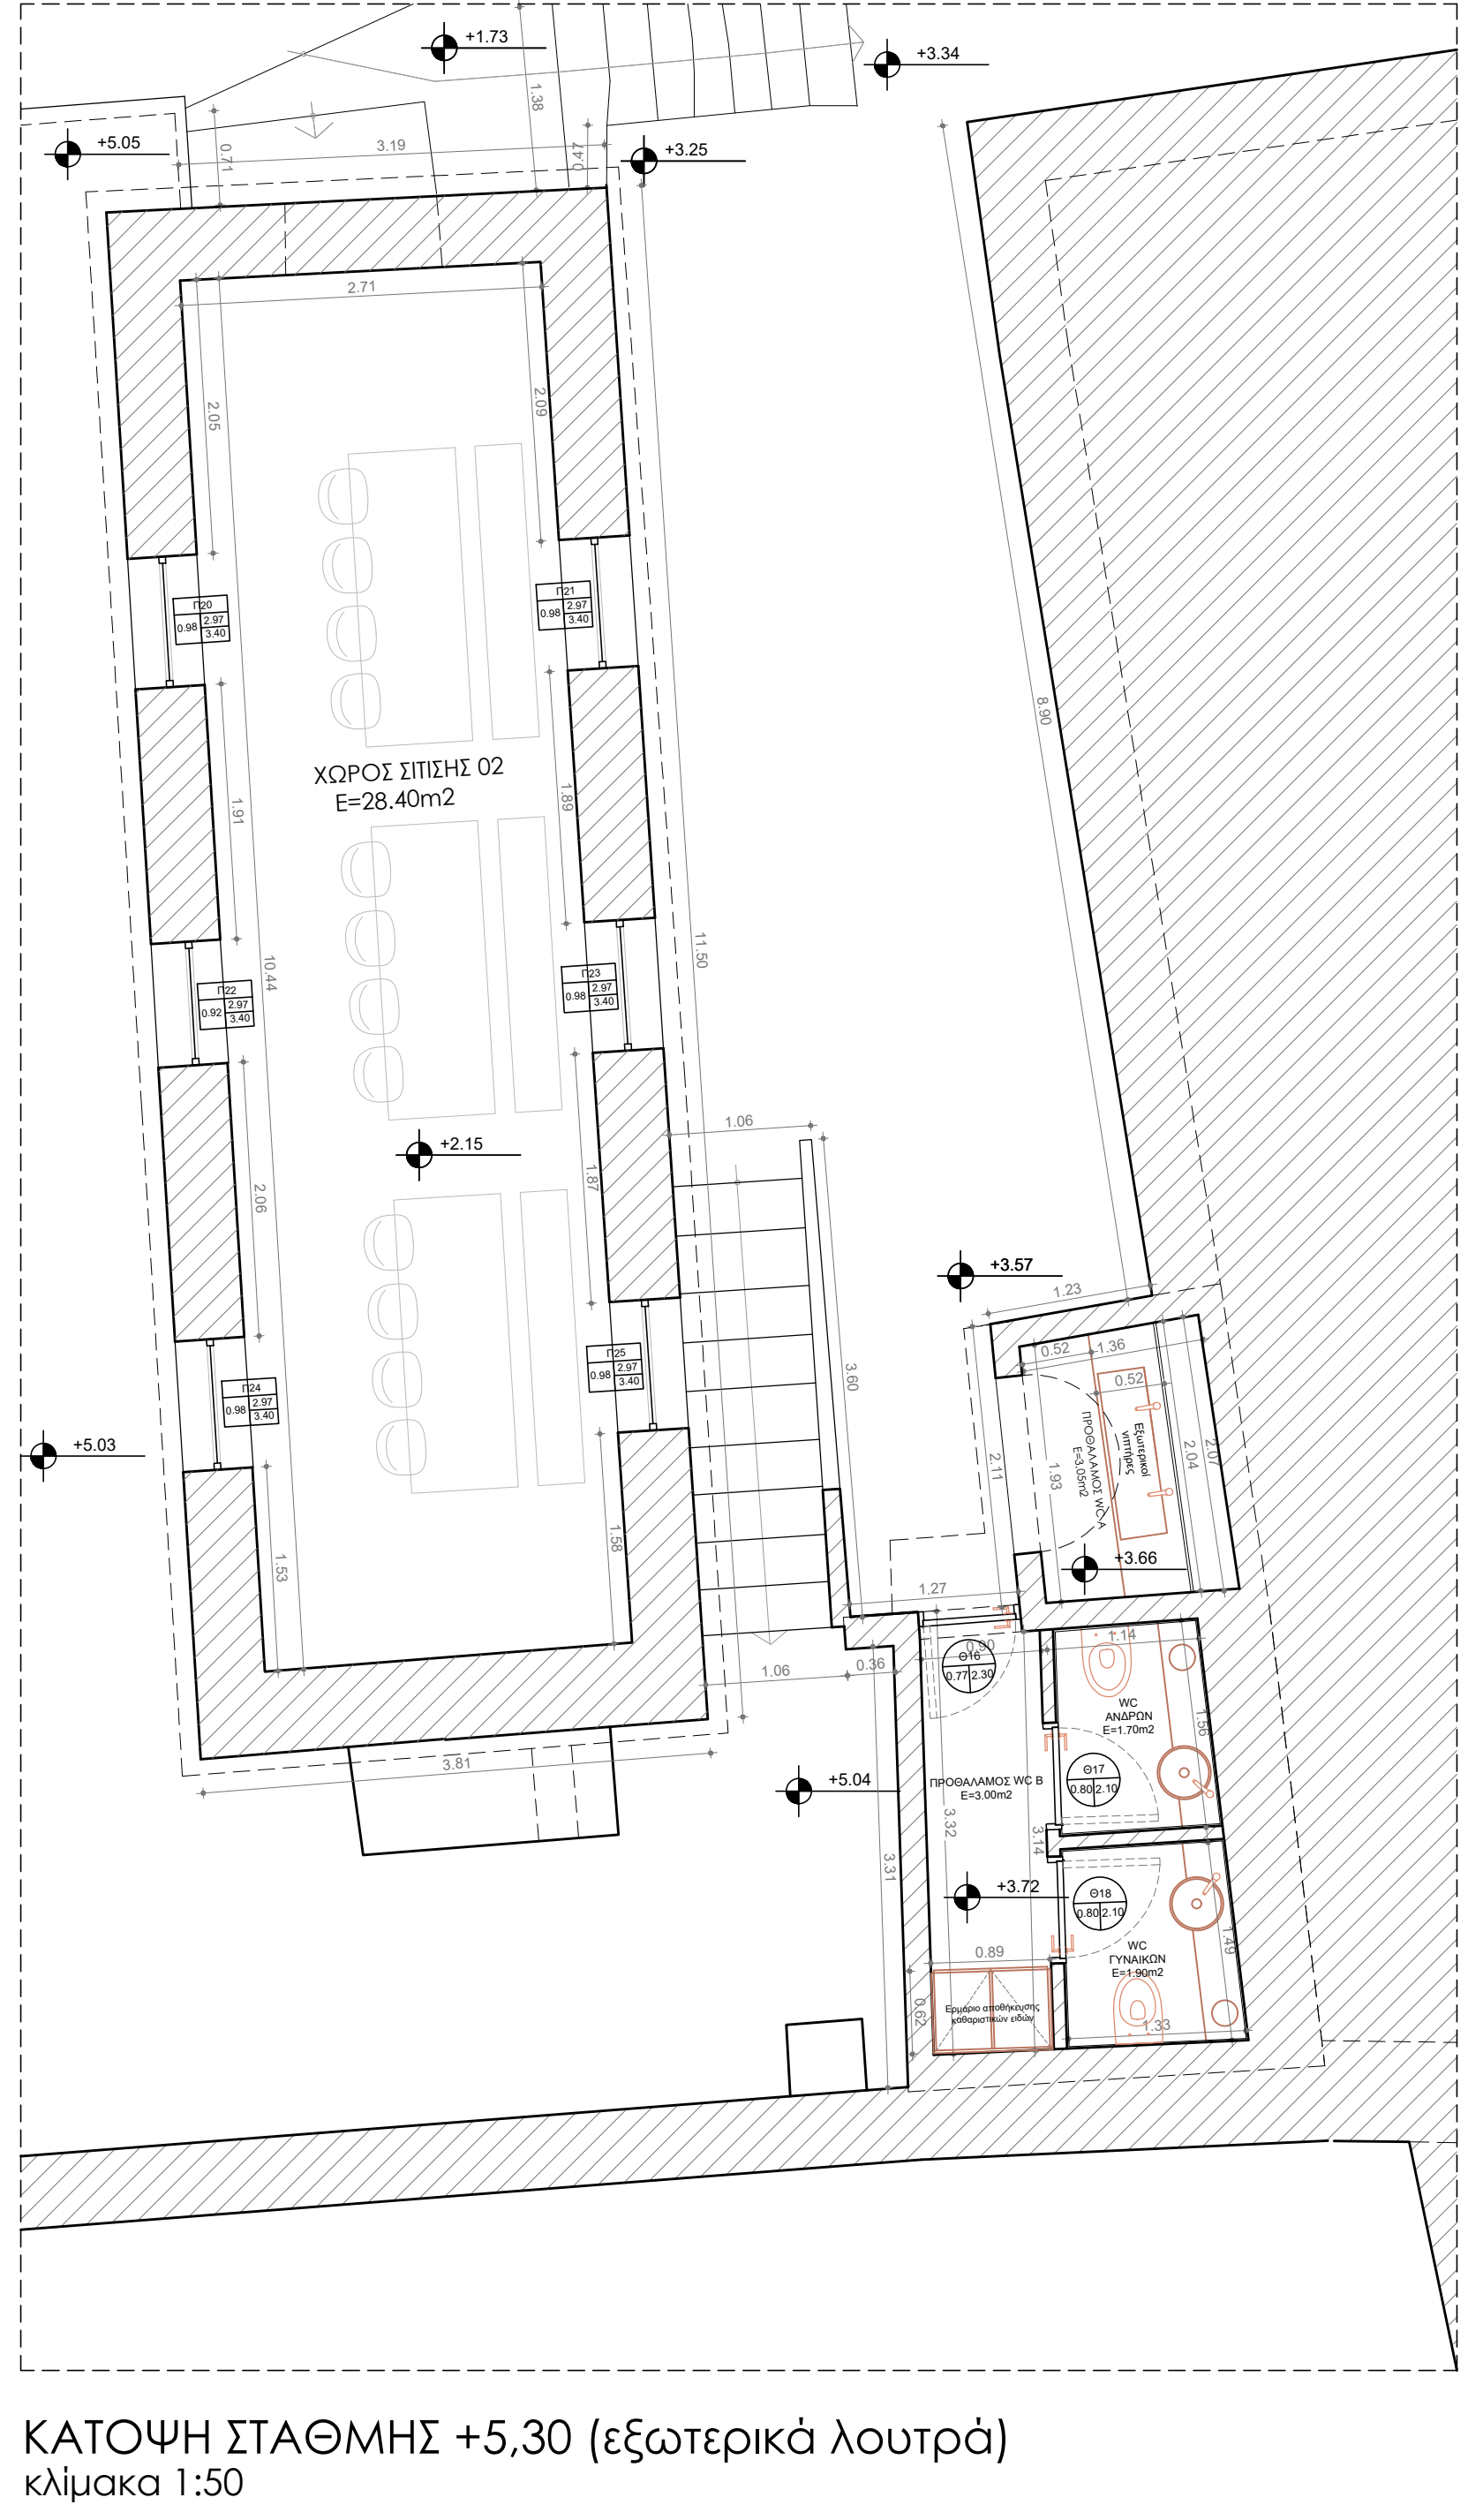 +1.73
+3.34
1.38
+5.05
0.71
3.19
0.47
+3.25
2.71
2.05
2.09
8.90
Π20
0.98 2.97
3.40
Π21
0.98 2.97
3.40
ΧΩΡΟΣ ΣΙΤΙΣΗΣ 02
E=28.40m2
1.91
1.89
10.44
11.50
Π22
0.92 2.97
3.40
Π23
0.98 2.97
3.40
1.06
+2.15
2.06
1.87
+3.57
1.23
Π24
0.98 2.97
3.40
Π25
0.98 2.97
3.40
3.60
0.52
1.36
0.52
+5.03
2.11
1.93
ΠΡΟΘΑΛΑΜΟΣ WC A
E=3.05m2
Εξωτερικοί
νιπτήρες
2.04
2.07
1.53
1.58
+3.66
1.27
1.06
0.36
0.90
Θ16
0.77 2.30
1.14
WC
ΑΝΔΡΩΝ
E=1.70m2
1.56
3.81
+5.04
ΠΡΟΘΑΛΑΜΟΣ WC B
E=3.00m2
Θ17
0.80 2.10
3.32
3.14
3.31
+3.72
Θ18
0.80 2.10
0.89
WC
ΓΥΝΑΙΚΩΝ
E=1.90m2
1.49
0.62
Ερμάριο αποθήκευσης
καθαριστικών ειδών
1.33
ΚΑΤΟΨΗ ΣΤΑΘΜΗΣ +5,30 (εξωτερικά λουτρά)
κλίμακα 1:50